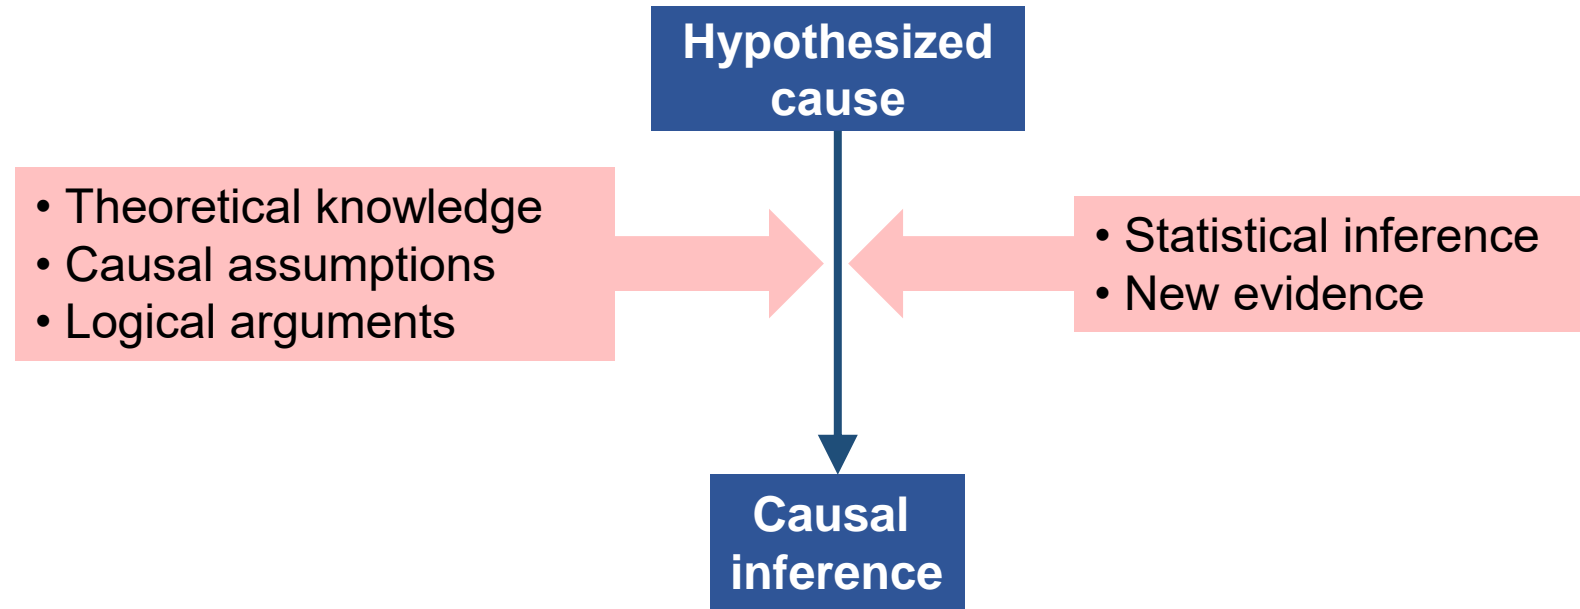 Hypothesized
cause
• Theoretical knowledge
• Causal assumptions
• Logical arguments
• Statistical inference
• New evidence
Causal
inference